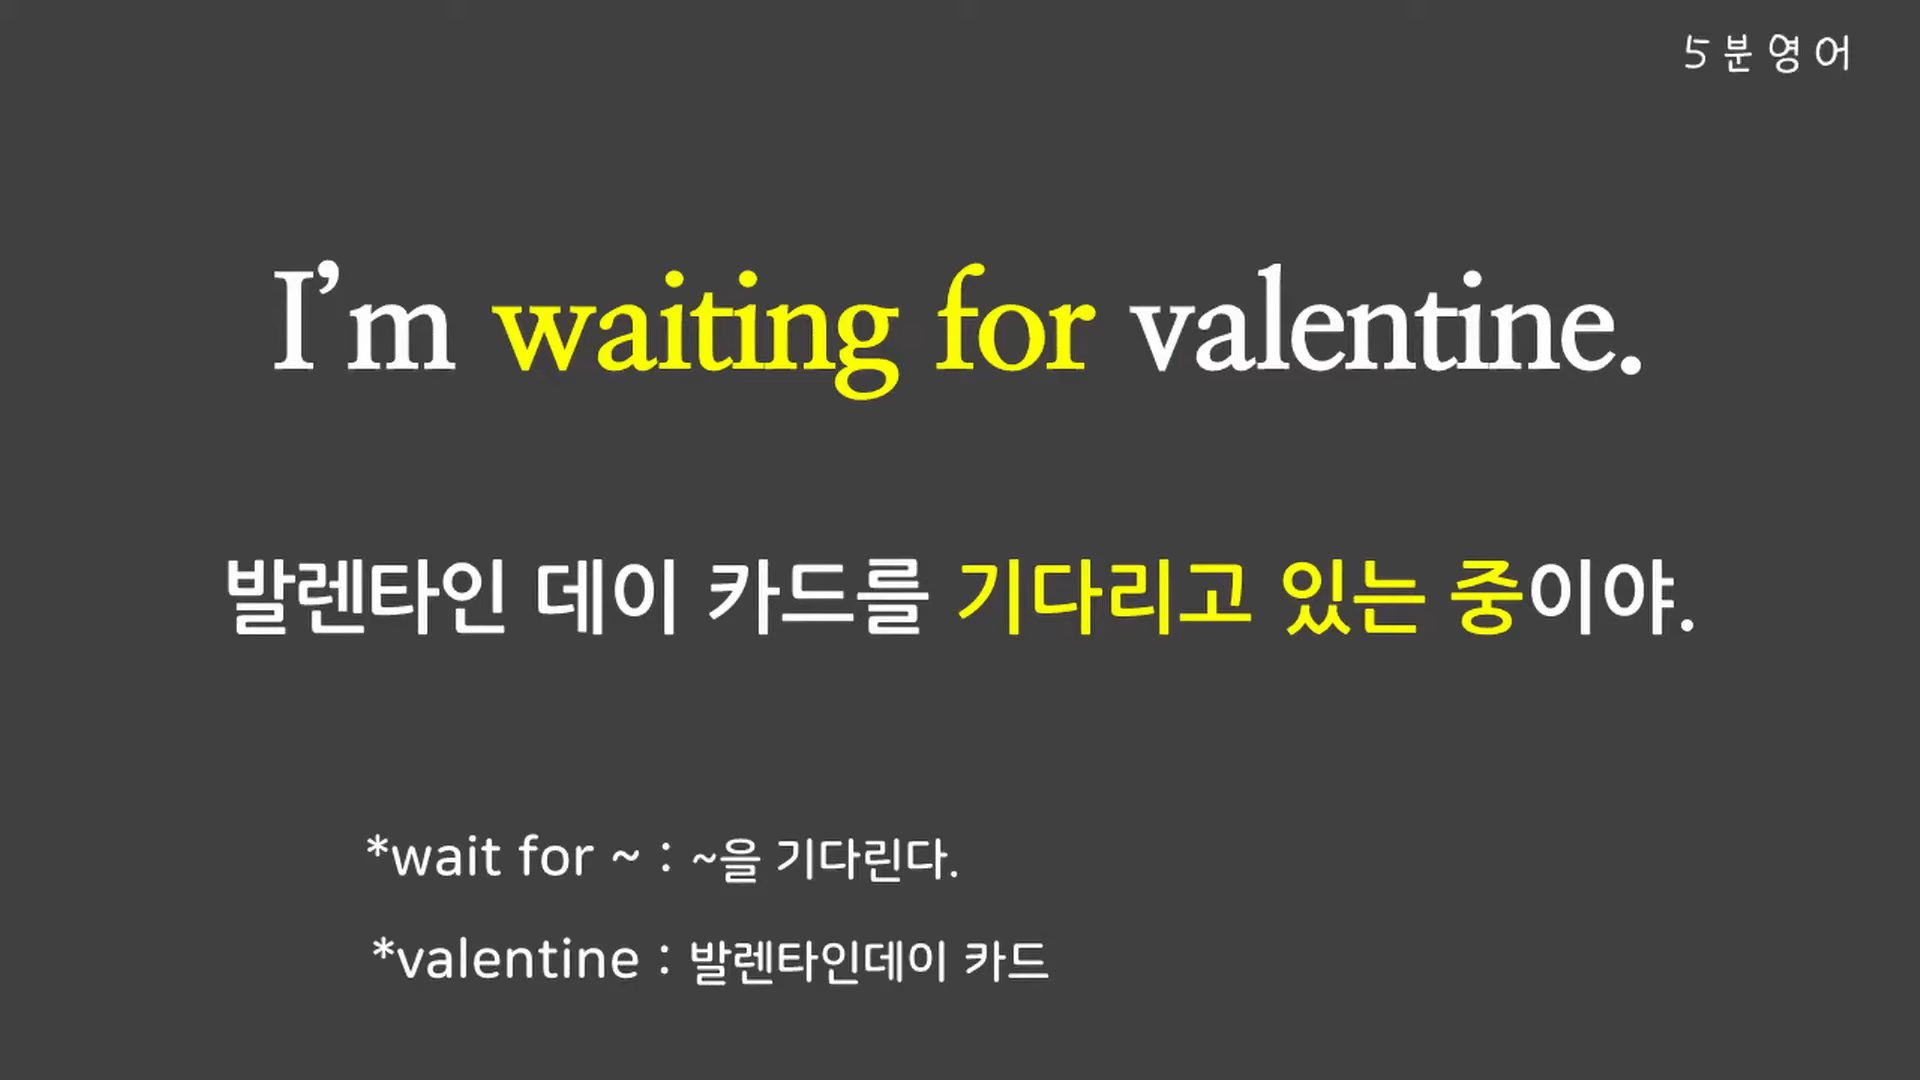 5분영어
I’m waiting for valentine.
발렌타인 데이 카드를 기다리고 있는 중이야.
*wait for ~ : ~을 기다린다.
*valentine : 발렌타인데이 카드